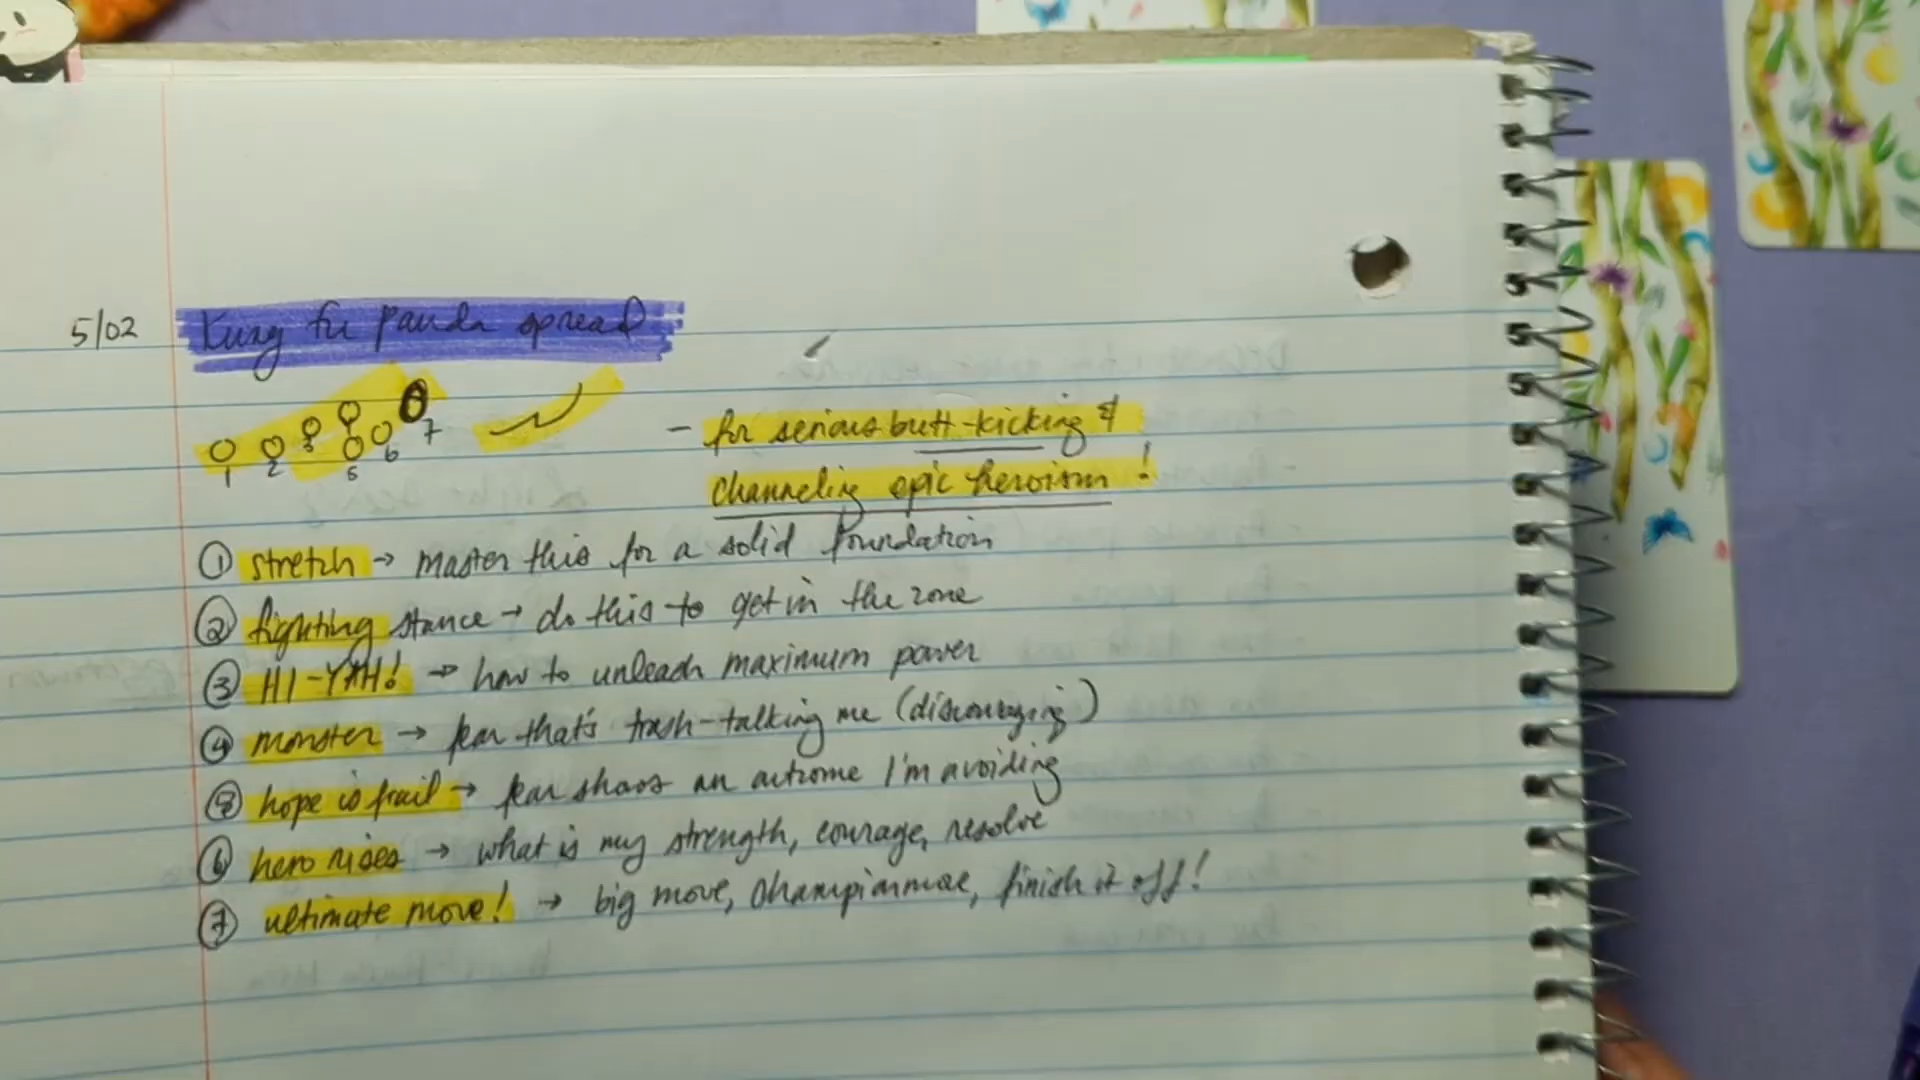 5/02 Kung fu panda spread
1 2 3 5 6 7
- for serious butt-kicking &
channeling epic heroism!
① stretch → master this for a solid foundation
② fighting stance → do this to get in the zone
③ HI-YAH! → how to unleash maximum power
④ monster → fear that's trash-talking me (discouraging)
⑤ hope is frail → fear shows an outcome I'm avoiding
⑥ hero rises → what is my strength, courage, resolve
⑦ ultimate move! → big move, finish it off!